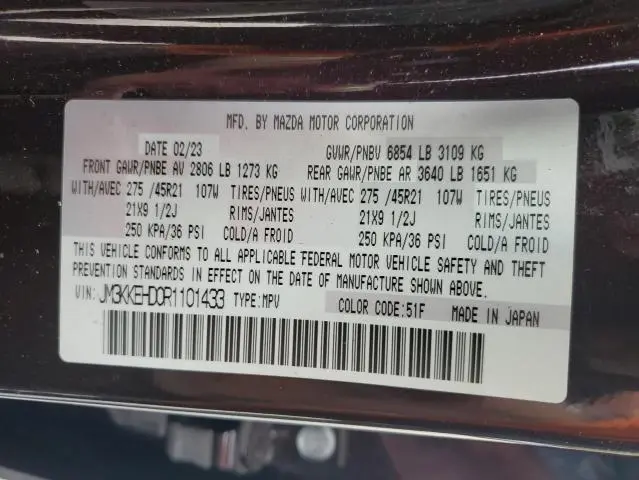 MFD. BY MAZDA MOTOR CORPORATION
DATE 02/23 GVWR/PNBV 6854 LB 3109 KG
FRONT GAWR/PNBE AV 2806 LB 1273 KG REAR GAWR/PNBE AR 3640 LB 1651 KG
WITH/AVEC 275 /45R21 107W TIRES/PNEUS WITH/AVEC 275 /45R21 107W TIRES/PNEUS
21X9 1/2J RIMS/JANTES 21X9 1/2J RIMS/JANTES
250 KPA/36 PSI COLD/A FROID 250 KPA/36 PSI COLD/A FROID
THIS VEHICLE CONFORMS TO ALL APPLICABLE FEDERAL MOTOR VEHICLE SAFETY AND THEFT
PREVENTION STANDARDS IN EFFECT ON THE DATE OF MANUFACTURE SHOWN ABOVE.
VIN: JM3KKEHD0R1101433 TYPE:MPV COLOR CODE:51F MADE IN JAPAN